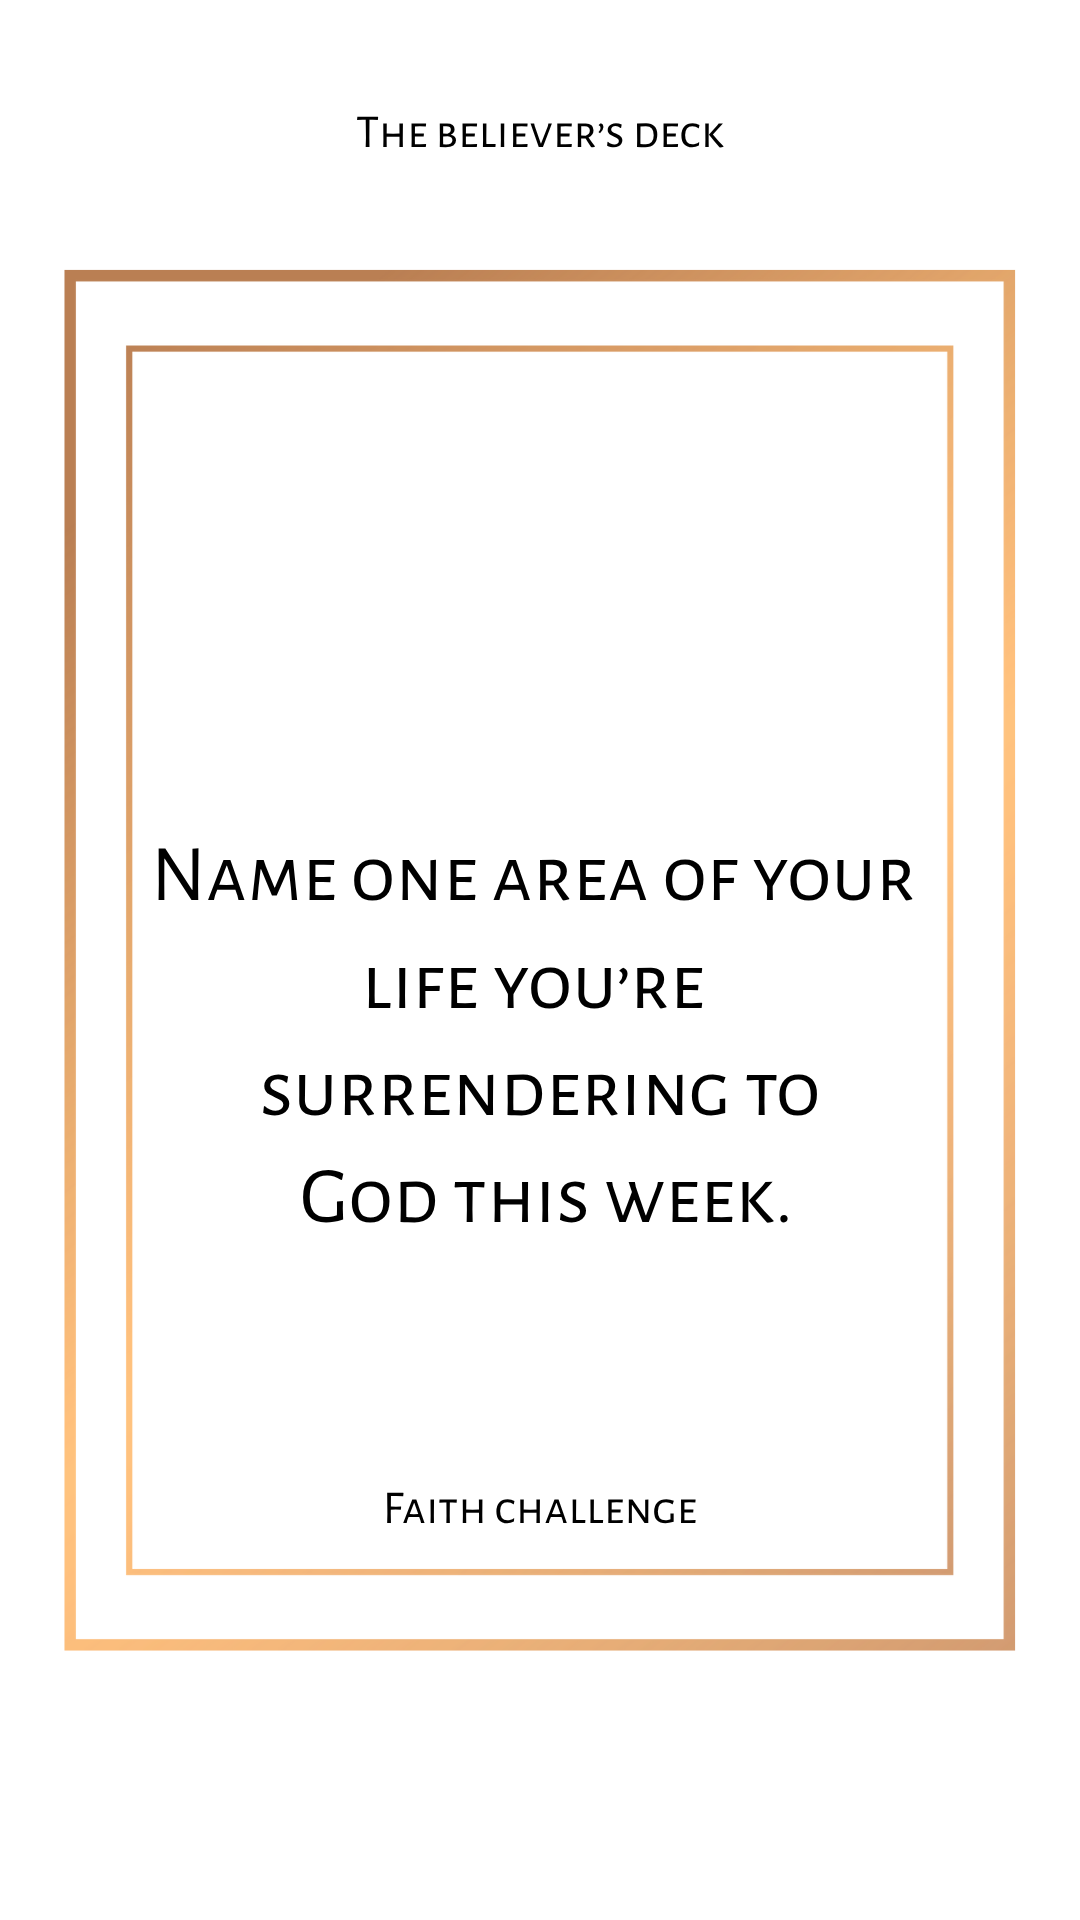 The believer’s deck
Name one area of your
life you’re
surrendering to
God this week.
Faith challenge